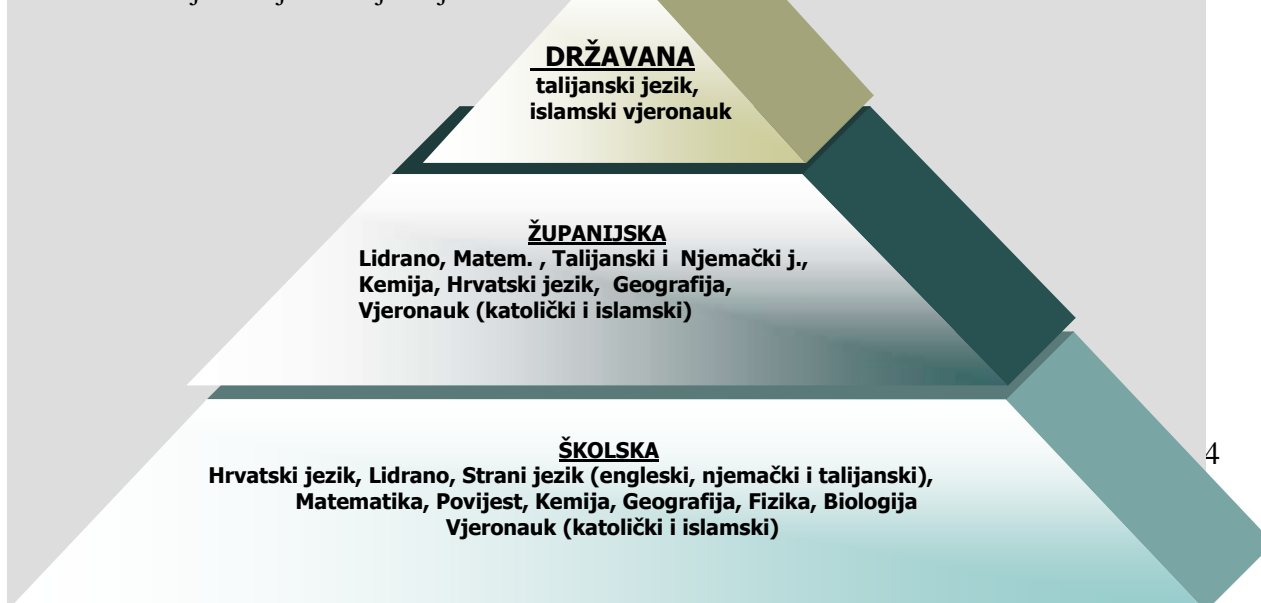 DRŽAVANA
talijanski jezik,
islamski vjeronauk
ŽUPANIJSKA
Lidrano, Matem. , Talijanski i Njemački j.,
Kemija, Hrvatski jezik, Geografija,
Vjeronauk (katolički i islamski)
4
ŠKOLSKA
Hrvatski jezik, Lidrano, Strani jezik (engleski, njemački i talijanski),
Matematika, Povijest, Kemija, Geografija, Fizika, Biologija
Vjeronauk (katolički i islamski)